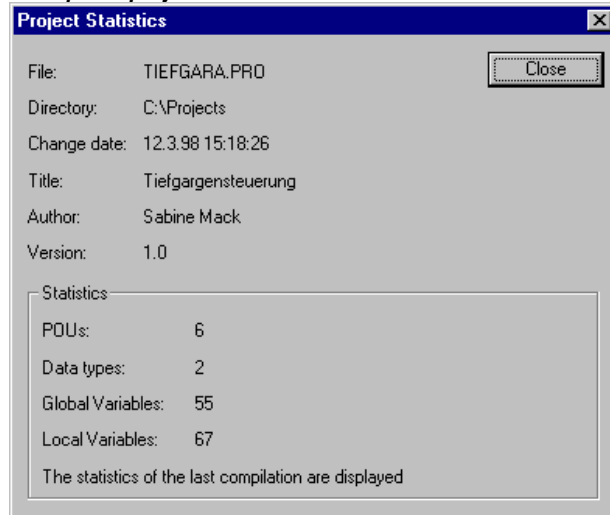 Project Statistics
File: TIEFGARA.PRO
Close
Directory: C:\Projects
Change date: 12.3.98 15:18:26
Title: Tiefgargensteuerung
Author: Sabine Mack
Version: 1.0
Statistics
POUs: 6
Data types: 2
Global Variables: 55
Local Variables: 67
The statistics of the last compilation are displayed